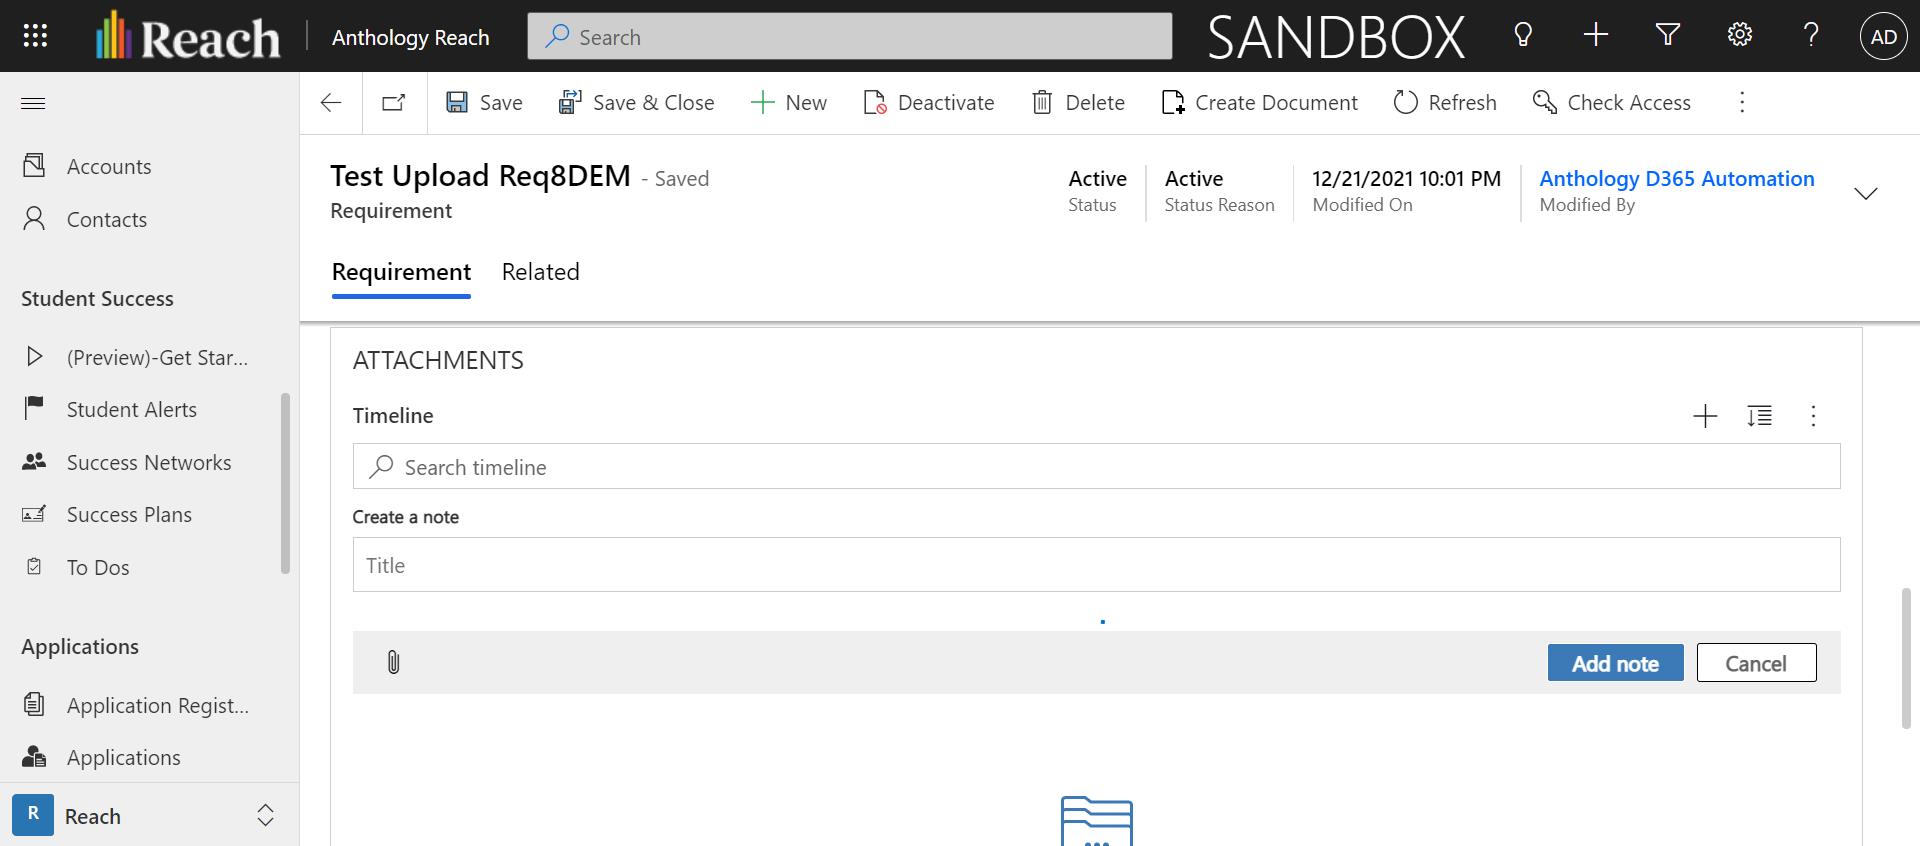 Reach
Anthology Reach
Search
SANDBOX
AD
Save
Save & Close
New
Deactivate
Delete
Create Document
Refresh
Check Access
Accounts
Contacts
Student Success
(Preview)-Get Star...
Student Alerts
Success Networks
Success Plans
To Dos
Applications
Application Regist...
Applications
R
Reach
Test Upload Req8DEM - Saved
Requirement
Active
Status
Active
Status Reason
12/21/2021 10:01 PM
Modified On
Anthology D365 Automation
Modified By
Requirement
Related
ATTACHMENTS
Timeline
Search timeline
Create a note
Title
Add note
Cancel